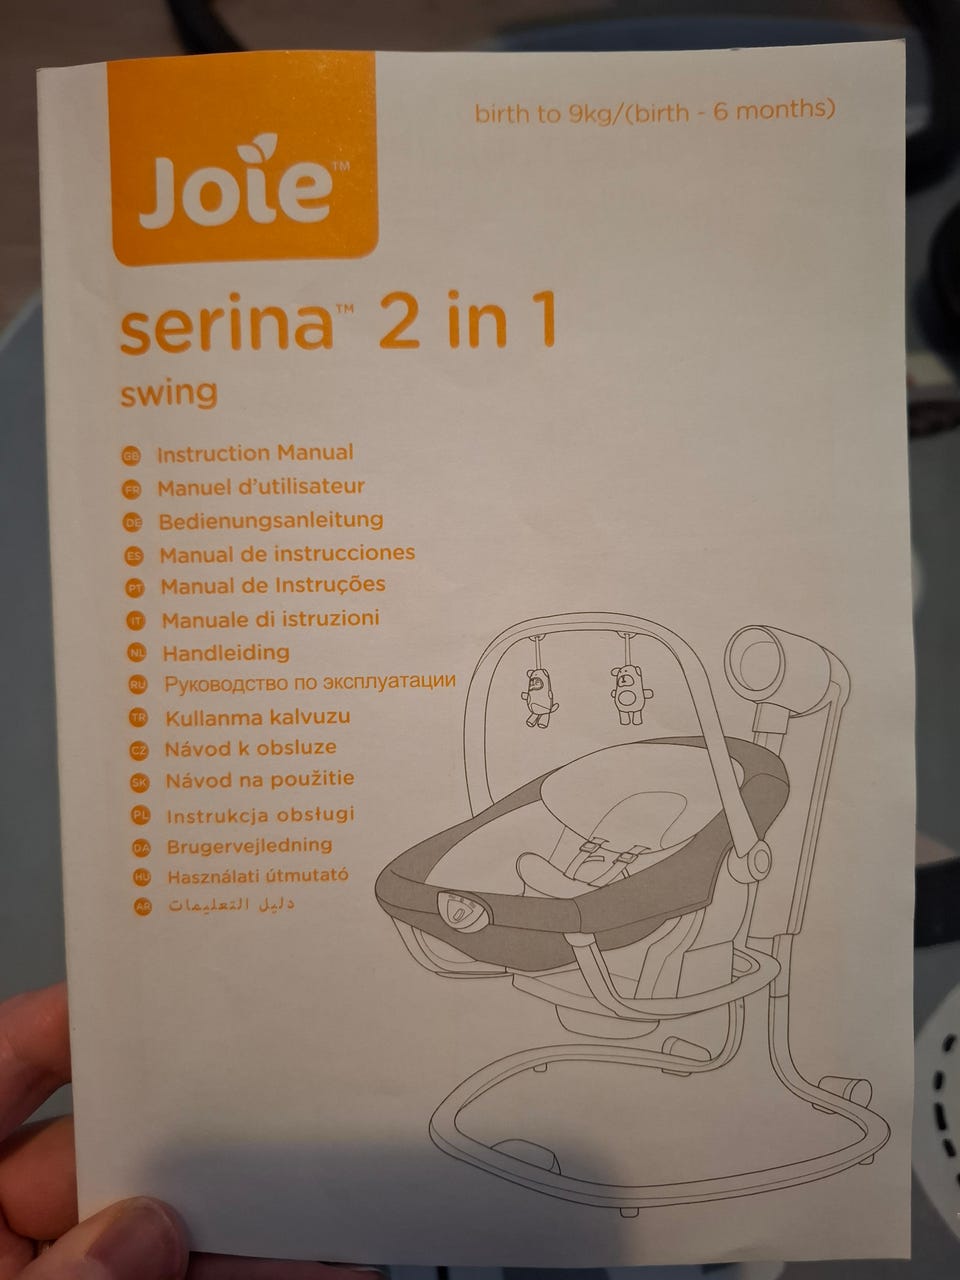 birth to 9kg/(birth - 6 months)
Joie™
serina™ 2 in 1
swing
GB Instruction Manual
FR Manuel d'utilisateur
DE Bedienungsanleitung
ES Manual de instrucciones
PT Manual de Instruções
IT Manuale di istruzioni
NL Handleiding
RU Руководство по эксплуатации
TR Kullanma kalvuzu
CZ Návod k obsluze
SK Návod na použitie
PL Instrukcja obsługi
DA Brugervejledning
HU Használati útmutató
AR دليل التعليمات